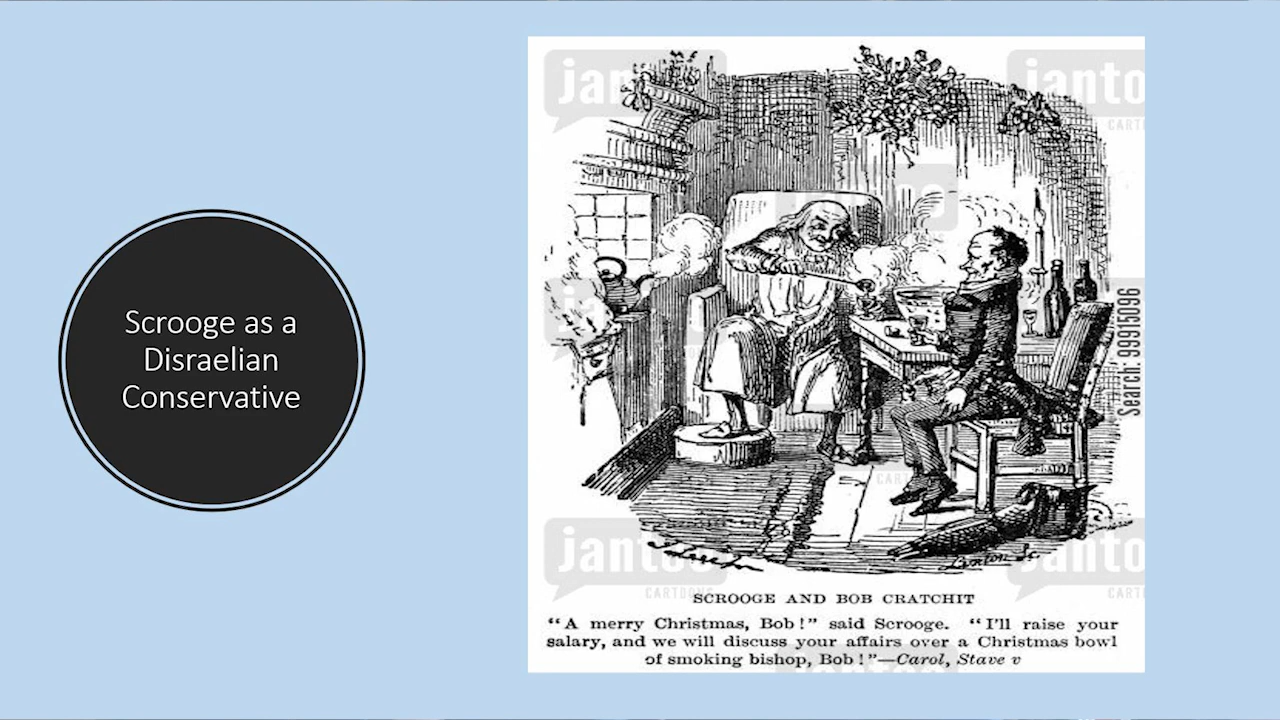 Scrooge as a
Disraelian
Conservative
SCROOGE AND BOB CRATCHIT
"A merry Christmas, Bob!" said Scrooge. "I'll raise your
salary, and we will discuss your affairs over a Christmas bowl
of smoking bishop, Bob!"—Carol, Stave v
Search: 99915096